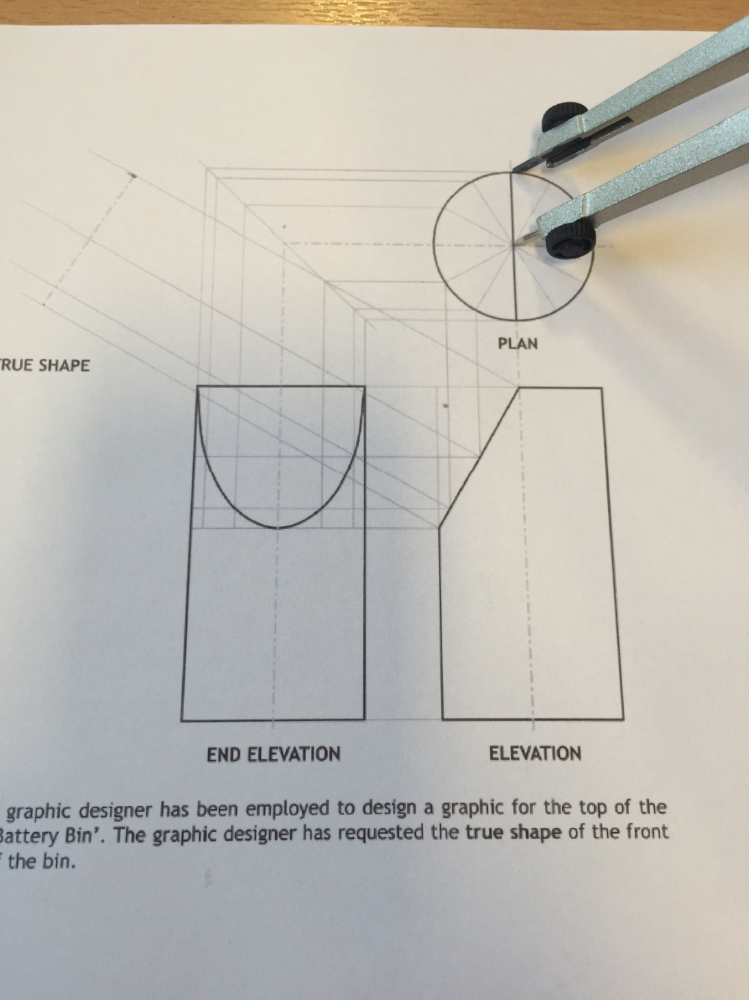 PLAN
TRUE SHAPE
END ELEVATION
ELEVATION
graphic designer has been employed to design a graphic for the top of the
Battery Bin’. The graphic designer has requested the true shape of the front
the bin.